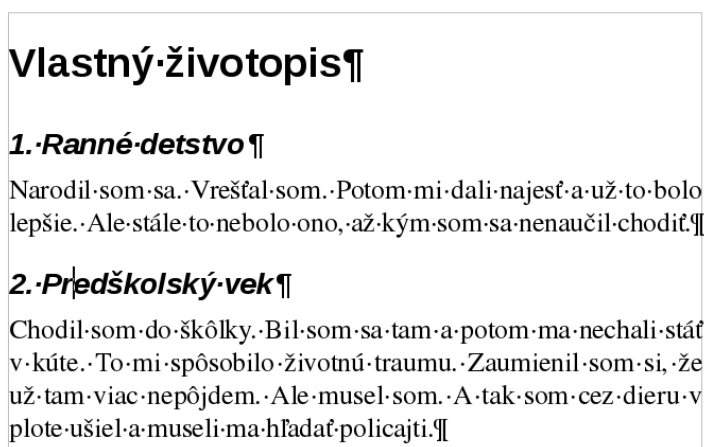 Vlastný·životopis¶
1.·Ranné·detstvo¶
Narodil·som·sa.·Vrešťal·som.·Potom·mi·dali·najesť·a·už·to·bolo
lepšie.·Ale·stále·to·nebolo·ono,·až·kým·som·sa·nenaučil·chodiť.¶
2.·Predškolský·vek¶
Chodil·som·do·škôlky.·Bil·som·sa·tam·a·potom·ma·nechali·stáť
v·kúte.·To·mi·spôsobilo·životnú·traumu.·Zaumienil·som·si,·že
už·tam·viac·nepôjdem.·Ale·musel·som.·A·tak·som·cez·dieru·v
plote·ušiel·a·museli·ma·hľadať·policajti.¶